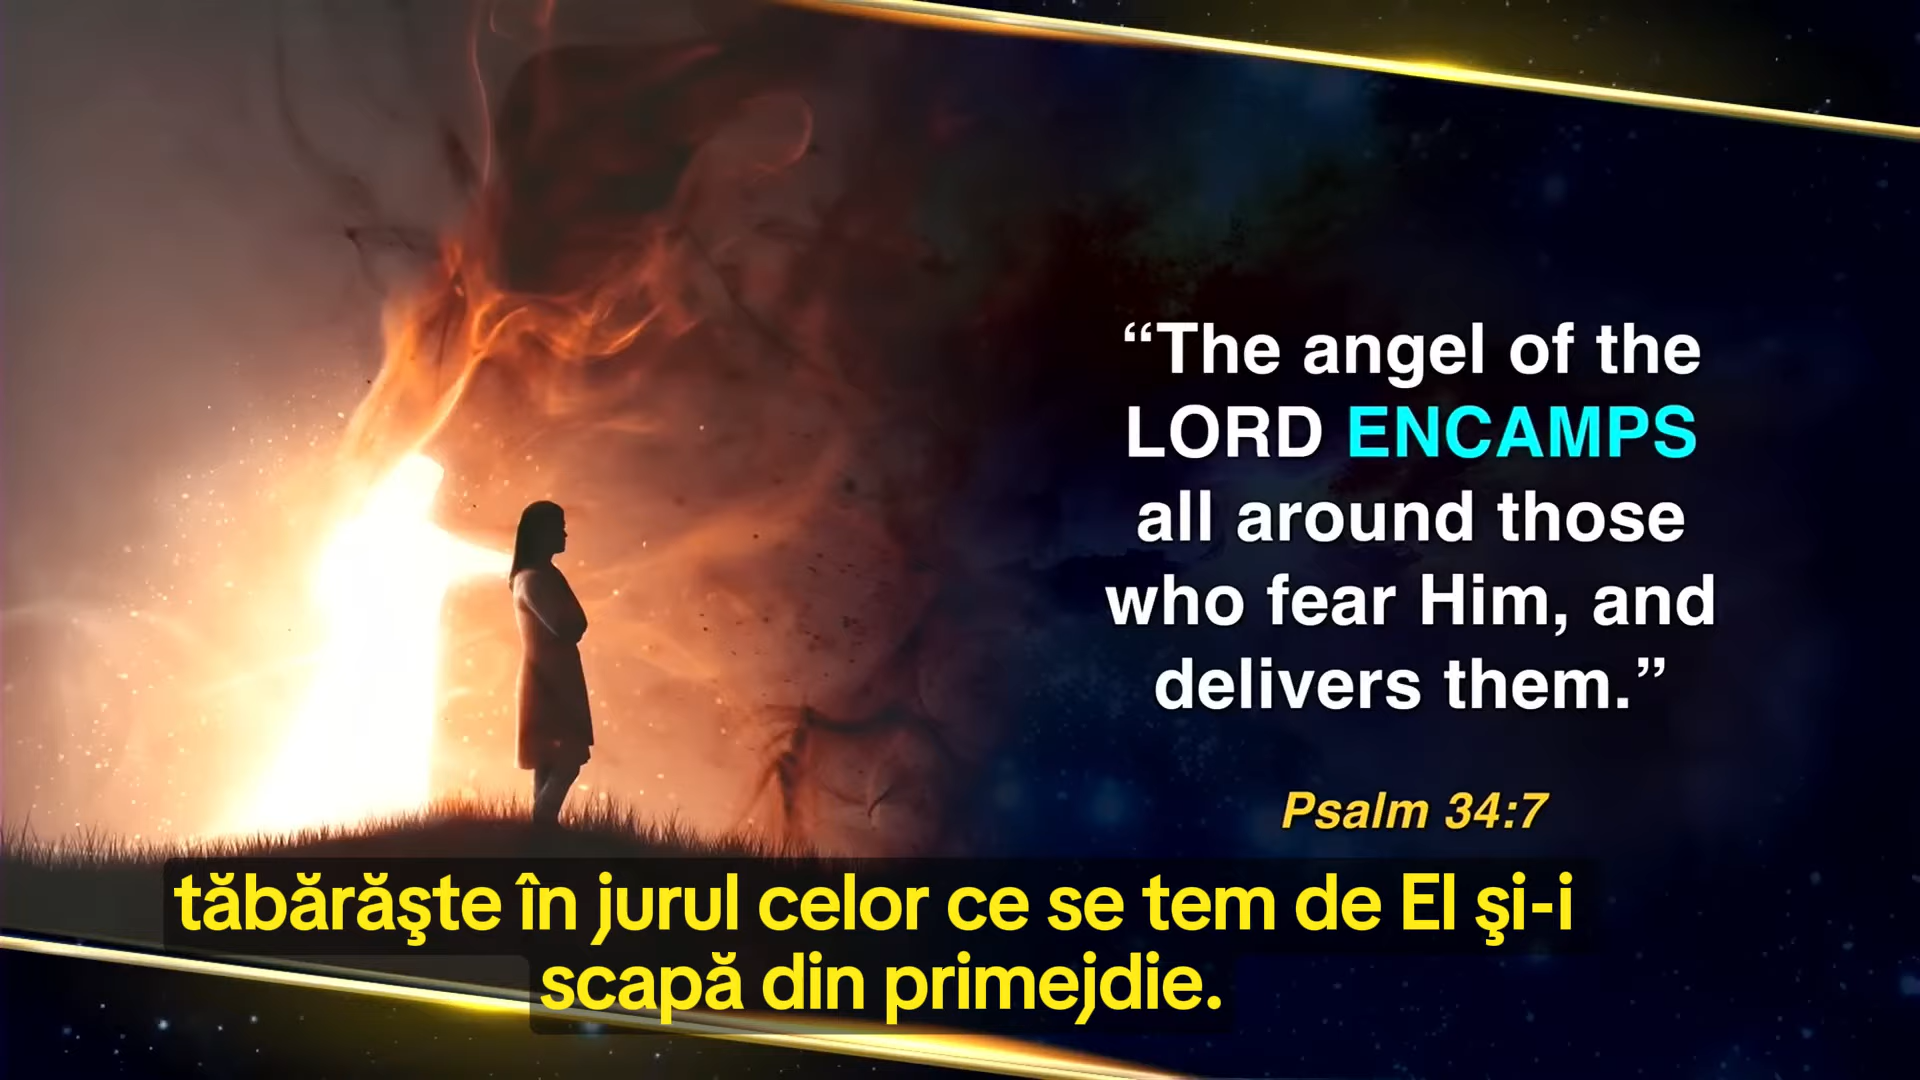 “The angel of the
LORD ENCAMPS
all around those
who fear Him, and
delivers them.”
Psalm 34:7
tăbărăşte în jurul celor ce se tem de El şi-i
scapă din primejdie.